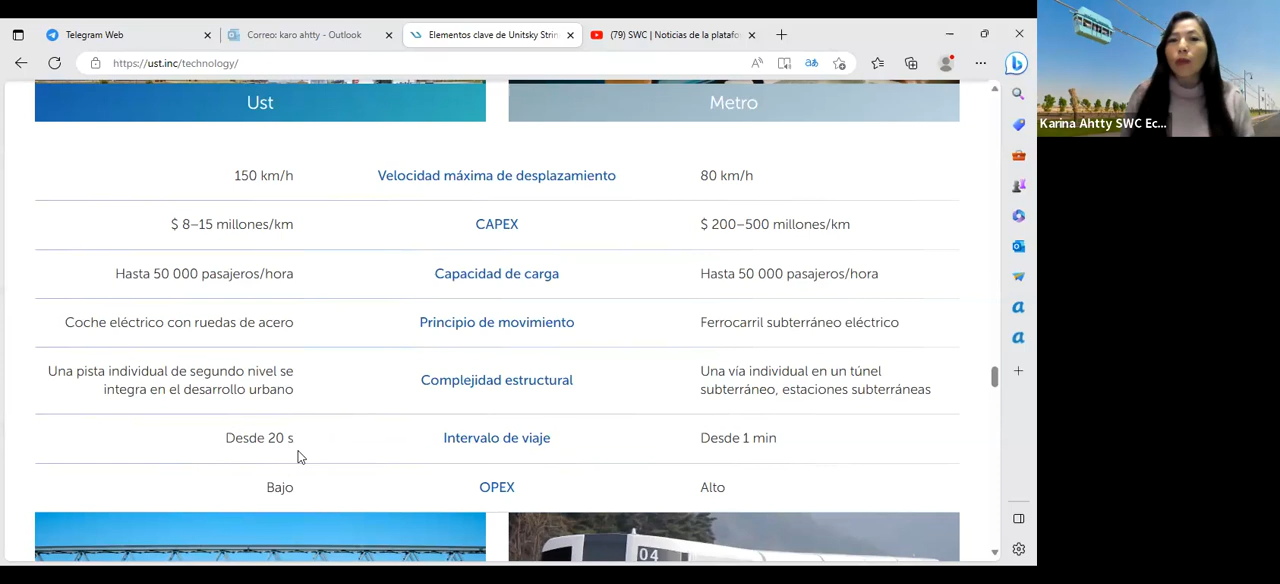 Telegram Web
Correo: karo ahtty - Outlook
Elementos clave de Unitsky Strin
(79) SWC | Noticias de la platafo
https://ust.inc/technology/
Karina Ahtty SWC Ec...
Ust
Metro
150 km/h
Velocidad máxima de desplazamiento
80 km/h
$ 8–15 millones/km
CAPEX
$ 200–500 millones/km
Hasta 50 000 pasajeros/hora
Capacidad de carga
Hasta 50 000 pasajeros/hora
Coche eléctrico con ruedas de acero
Principio de movimiento
Ferrocarril subterráneo eléctrico
Una pista individual de segundo nivel se
integra en el desarrollo urbano
Complejidad estructural
Una vía individual en un túnel
subterráneo, estaciones subterráneas
Desde 20 s
Intervalo de viaje
Desde 1 min
Bajo
OPEX
Alto
04